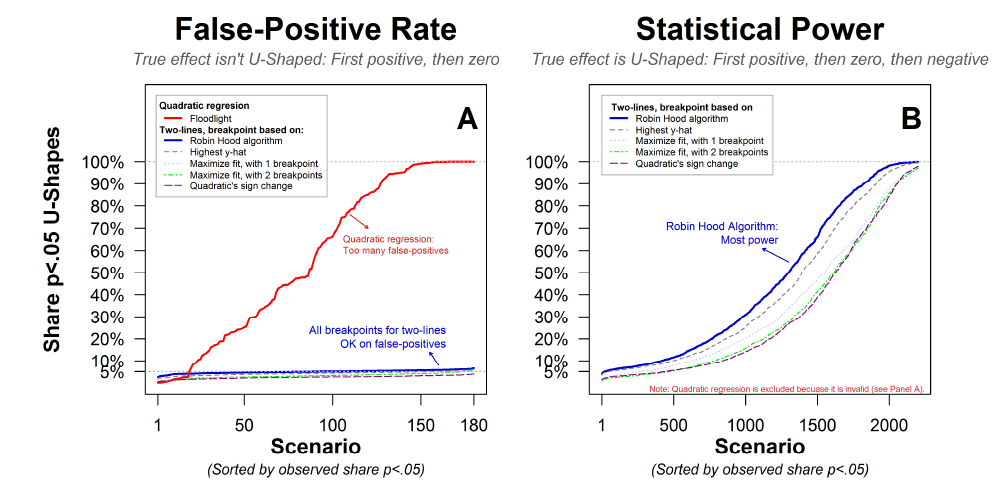 False-Positive Rate
True effect isn't U-Shaped: First positive, then zero
Share p<.05 U-Shapes
100%
90%
80%
70%
60%
50%
40%
30%
20%
10%
5%
Quadratic regresion
Floodlight
Two-lines, breakpoint based on:
Robin Hood algorithm
Highest y-hat
Maximize fit, with 1 breakpoint
Maximize fit, with 2 breakpoints
Quadratic's sign change
A
Quadratic regression:
Too many false-positives
All breakpoints for two-lines
OK on false-positives
1
50
100
150
180
Scenario
(Sorted by observed share p<.05)
Statistical Power
True effect is U-Shaped: First positive, then zero, then negative
100%
90%
80%
70%
60%
50%
40%
30%
20%
10%
5%
Two-lines, breakpoint based on
Robin Hood algorithm
Highest y-hat
Maximize fit, with 1 breakpoint
Maximize fit, with 2 breakpoints
Quadratic's sign change
B
Robin Hood Algorithm:
Most power
Note: Quadratic regression is excluded becuase it is invalid (see Panel A).
1
500
1000
1500
2000
Scenario
(Sorted by observed share p<.05)